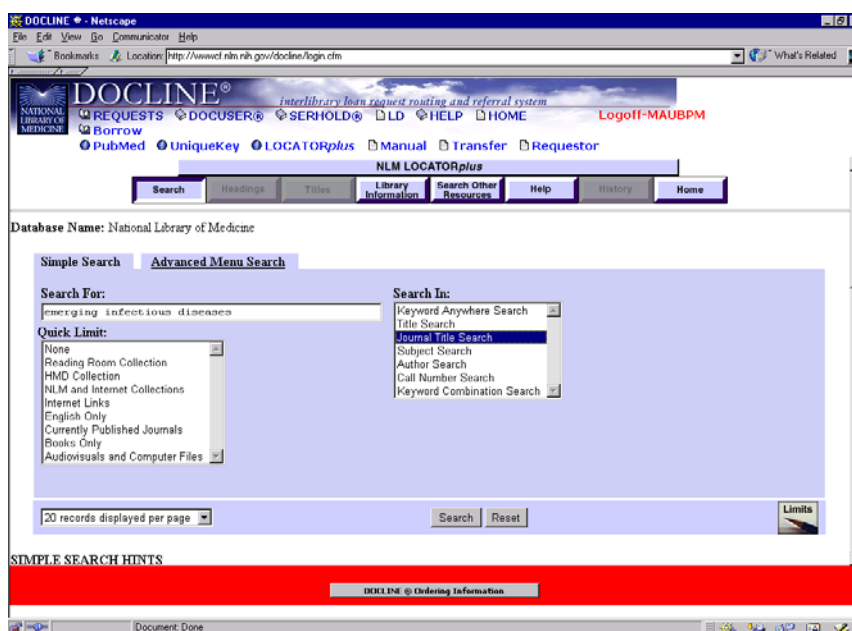 DOCLINE ® - Netscape
File Edit View Go Communicator Help
Bookmarks Location: http://wwwcf.nlm.nih.gov/docline/login.cfm What's Related
DOCLINE®
interlibrary loan request routing and referral system
NATIONAL LIBRARY OF MEDICINE
REQUESTS DOCUSER® SERHOLD® LD HELP HOME Logoff-MAUBPM
Borrow
PubMed UniqueKey LOCATORplus Manual Transfer Requestor
NLM LOCATORplus
Search Headings Titles Library Information Search Other Resources Help History Home
Database Name: National Library of Medicine
Simple Search Advanced Menu Search
Search For: Search In:
emerging infectious diseases
Quick Limit:
None
Reading Room Collection
HMD Collection
NLM and Internet Collections
Internet Links
English Only
Currently Published Journals
Books Only
Audiovisuals and Computer Files
Keyword Anywhere Search
Title Search
Journal Title Search
Subject Search
Author Search
Call Number Search
Keyword Combination Search
20 records displayed per page Search Reset Limits
SIMPLE SEARCH HINTS
DOCLINE ® Ordering Information
Document: Done